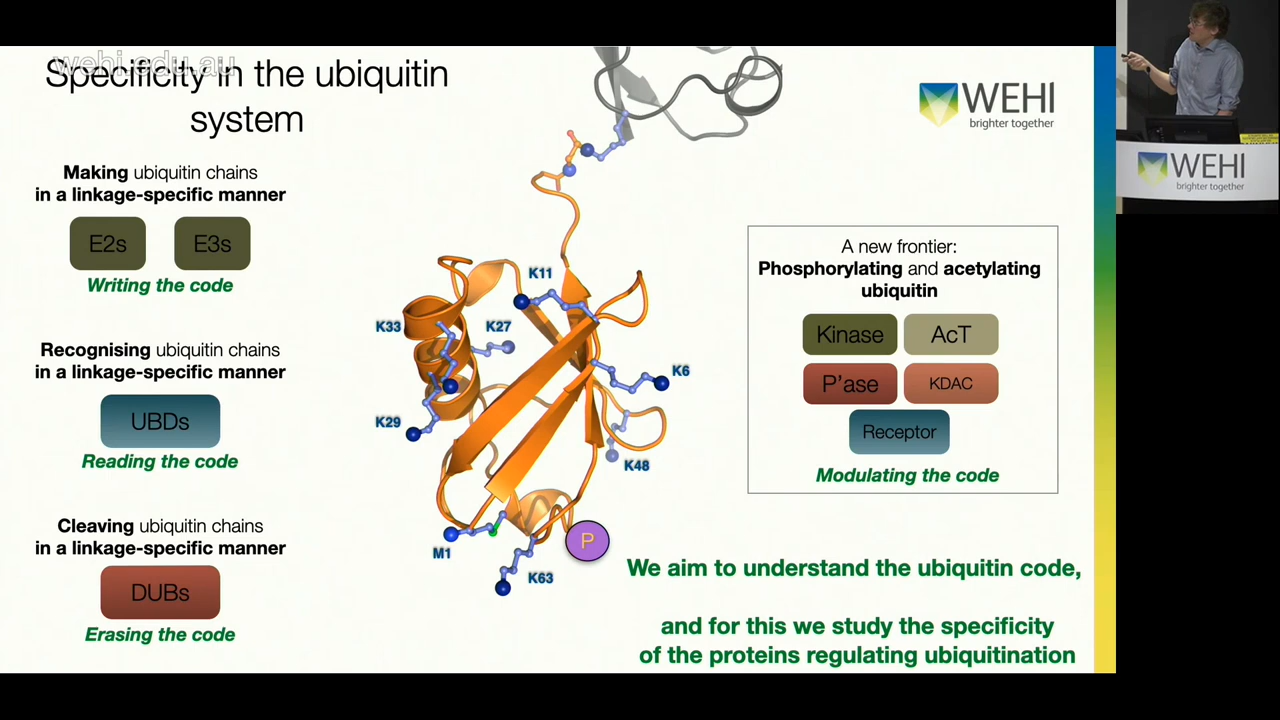 wehi.edu.au
Specificity in the ubiquitin
system
WEHI
brighter together
Making ubiquitin chains
in a linkage-specific manner
E2s
E3s
Writing the code
Recognising ubiquitin chains
in a linkage-specific manner
UBDs
Reading the code
Cleaving ubiquitin chains
in a linkage-specific manner
DUBs
Erasing the code
K11
K33
K27
K6
K29
K48
M1
K63
P
A new frontier:
Phosphorylating and acetylating
ubiquitin
Kinase
AcT
P'ase
KDAC
Receptor
Modulating the code
We aim to understand the ubiquitin code,
and for this we study the specificity
of the proteins regulating ubiquitination
WEHI
brighter together